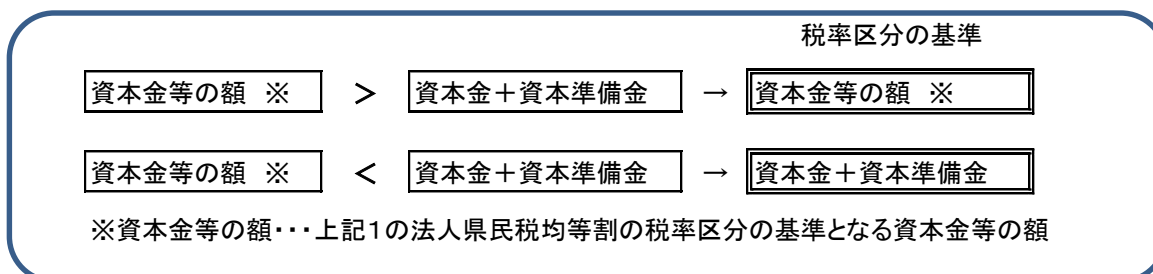 税率区分の基準
資本金等の額 ※ > 資本金+資本準備金 → 資本金等の額 ※
資本金等の額 ※ < 資本金+資本準備金 → 資本金+資本準備金
※資本金等の額・・・上記1の法人県民税均等割の税率区分の基準となる資本金等の額